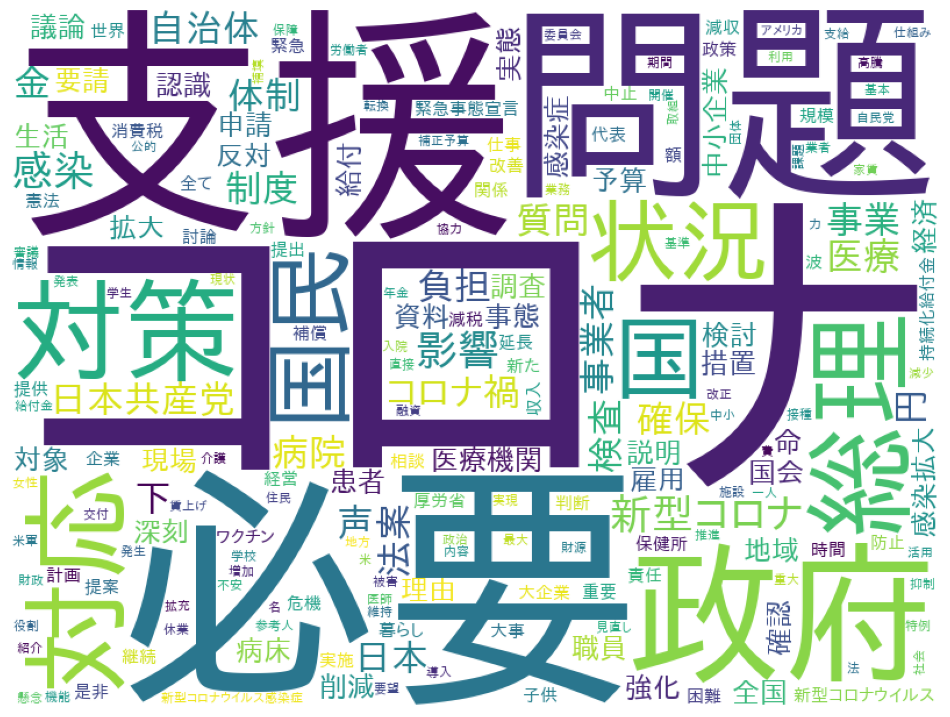 支援
問題
コロナ
必要
政府
総理
対策
対応
状況
国民
国
議論
世界
自治体
保障
緊急
労働者
実態
委員会
減収
政策
アメリカ
支給
仕組み
金
要請
認識
体制
転換
緊急事態宣言
期間
中止
開催
利用
高騰
基本
自民党
生活
消費税
公的
申請
反対
給付
補正予算
仕事
改善
感染症
代表
額
取組
団体
中小企業
規模
課題
業者
家賃
感染
憲法
全て
制度
関係
業務
予算
拡大
討論
方針
協力
質問
基準
事業
医療
経済
力
波
審議
情報
提出
発表
学生
現状
補償
年金
負担
調査
資料
減税
事態
影響
延長
入院
直接
新た
コロナ禍
収入
融資
事業者
検討
措置
改正
持続化給付金
減少
提供
給付金
日本共産党
病院
確保
検査
中小
接種
円
対象
企業
現場
介護
経営
患者
相談
医療機関
説明
命
費
国会
感染拡大
女性
交付
賃上げ
住民
下
声
法案
厚労省
実現
判断
雇用
施設
一人
米軍
発生
深刻
ワクチン
地方
米
政治
内容
最大
財源
新型コロナ
保健所
推進
地域
時間
防止
活用
財政
計画
提案
学校
増加
不安
被害
理由
大企業
重要
責任
重大
抑制
役割
拡充
名
危機
医師
維持
暮らし
大事
見直し
確認
特例
紹介
休業
参考人
継続
病床
実施
日本
職員
法
社会
懸念
機能
是非
新型コロナウイルス感染症
削減
要望
導入
子供
強化
困難
全国
新型コロナウイルス